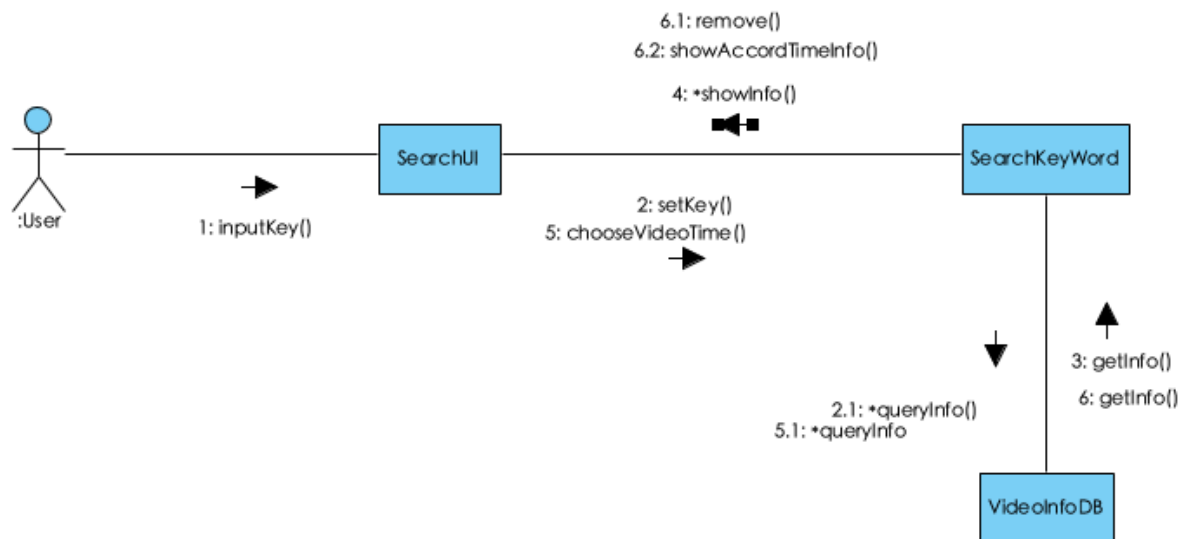 6.1: remove()
6.2: showAccordTimeInfo()
4: *showInfo()
SearchUI
SearchKeyWord
:User
1: inputKey()
2: setKey()
5: chooseVideoTime()
3: getInfo()
6: getInfo()
2.1: *queryInfo()
5.1: *queryInfo
VideoInfoDB